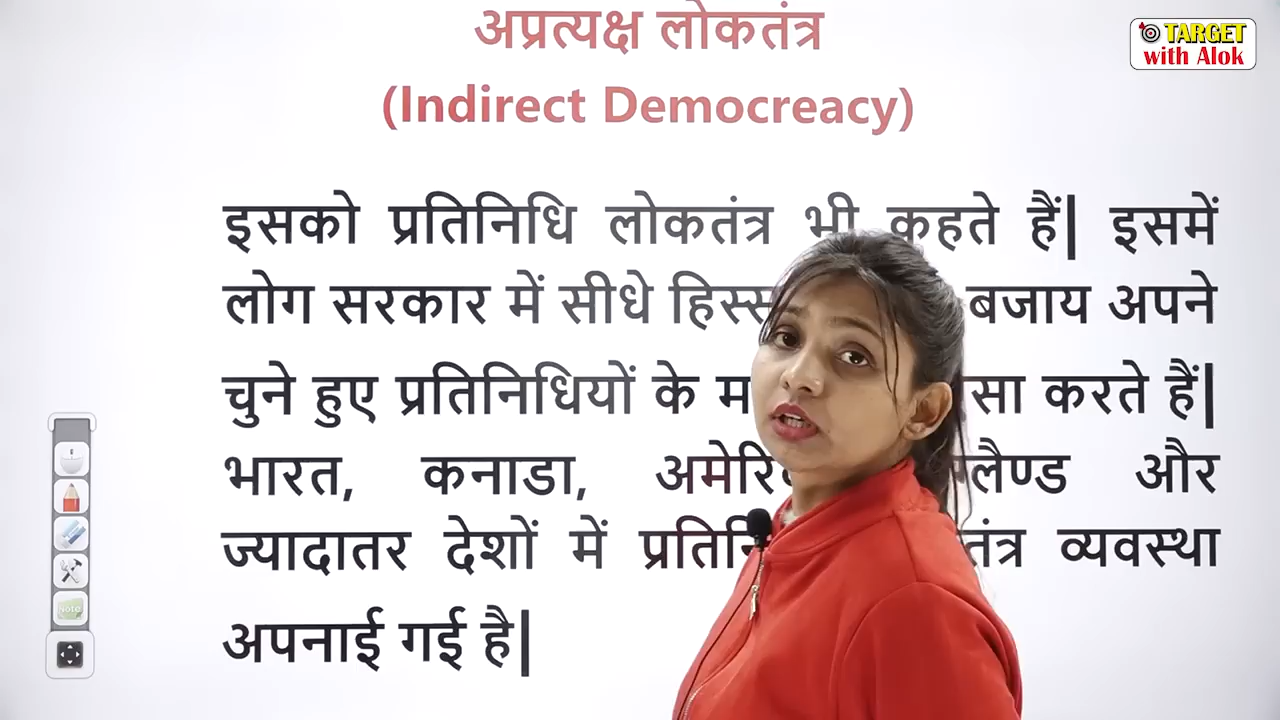 अप्रत्यक्ष लोकतंत्र
(Indirect Democreacy)
TARGET
with Alok
इसको प्रतिनिधि लोकतंत्र भी कहते हैं| इसमें
लोग सरकार में सीधे बजाय अपने
चुने हुए प्रतिनिधियों के करते हैं|
भारत, कनाडा, और
ज्यादातर देशों में व्यवस्था
अपनाई गई है|
Note